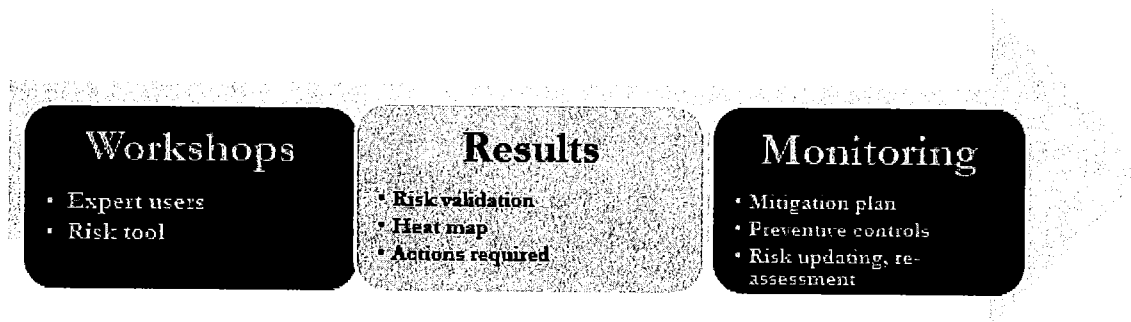 Workshops
• Expert users
• Risk tool
Results
• Risk validation
• Heat map
• Actions required
Monitoring
• Mitigation plan
• Preventive controls
• Risk updating, re-
assessment